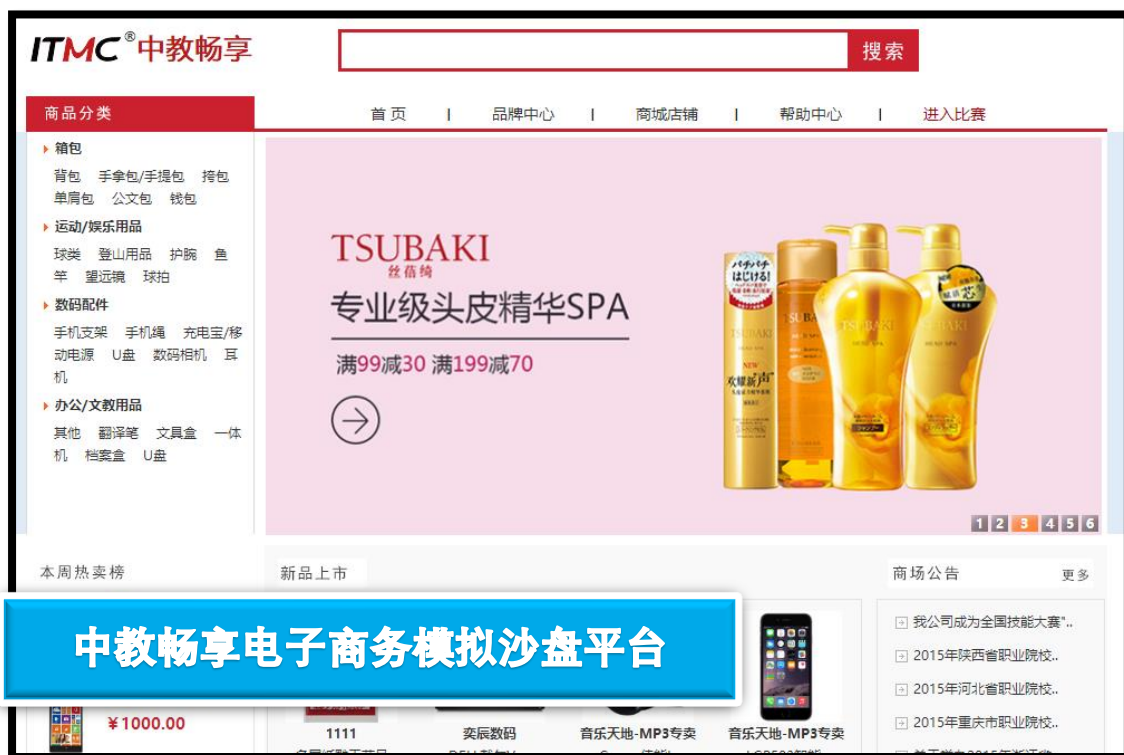 ITMC®中教畅享
搜索
商品分类
首页 | 品牌中心 | 商城店铺 | 帮助中心 | 进入比赛
箱包
背包 手拿包/手提包 挎包
单肩包 公文包 钱包
运动/娱乐用品
球类 登山用品 护腕 鱼
竿 望远镜 球拍
数码配件
手机支架 手机绳 充电宝/移
动电源 U盘 数码相机 耳
机
办公/文教用品
其他 翻译笔 文具盒 一体
机 档案盒 U盘
TSUBAKI
丝蓓绮
专业级头皮精华SPA
满99减30 满199减70
1 2 3 4 5 6
本周热卖榜
新品上市
商场公告
更多
我公司成为全国技能大赛"..
2015年陕西省职业院校..
2015年河北省职业院校..
2015年重庆市职业院校..
中教畅享电子商务模拟沙盘平台
¥1000.00
1111
奕辰数码
音乐天地-MP3专卖
音乐天地-MP3专卖